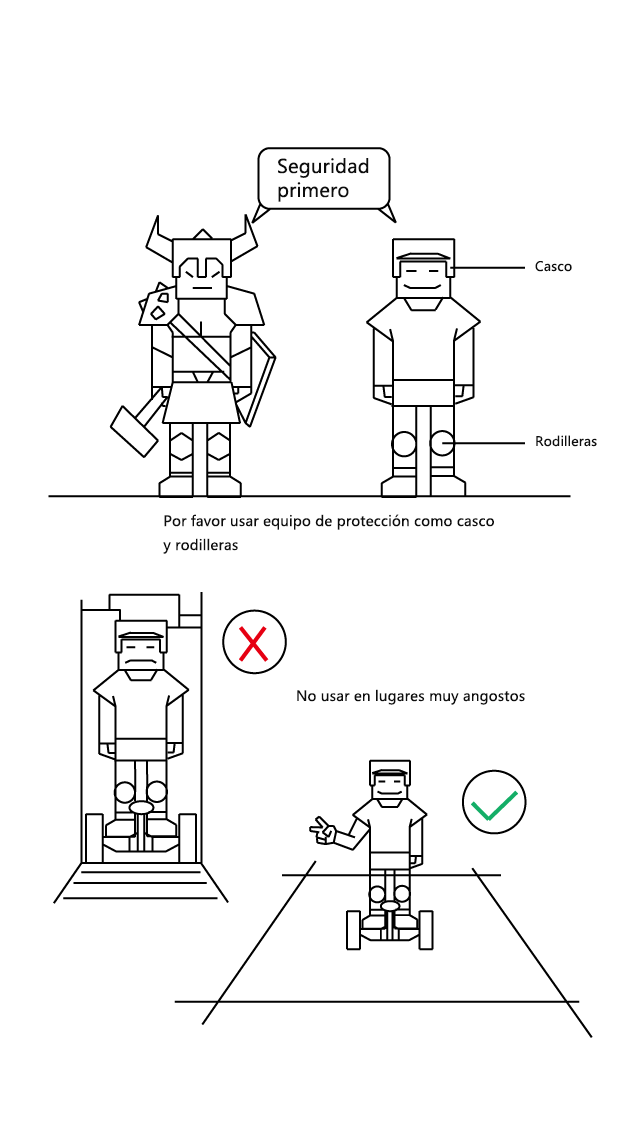 Seguridad
primero
Casco
Rodilleras
Por favor usar equipo de protección como casco
y rodilleras
No usar en lugares muy angostos